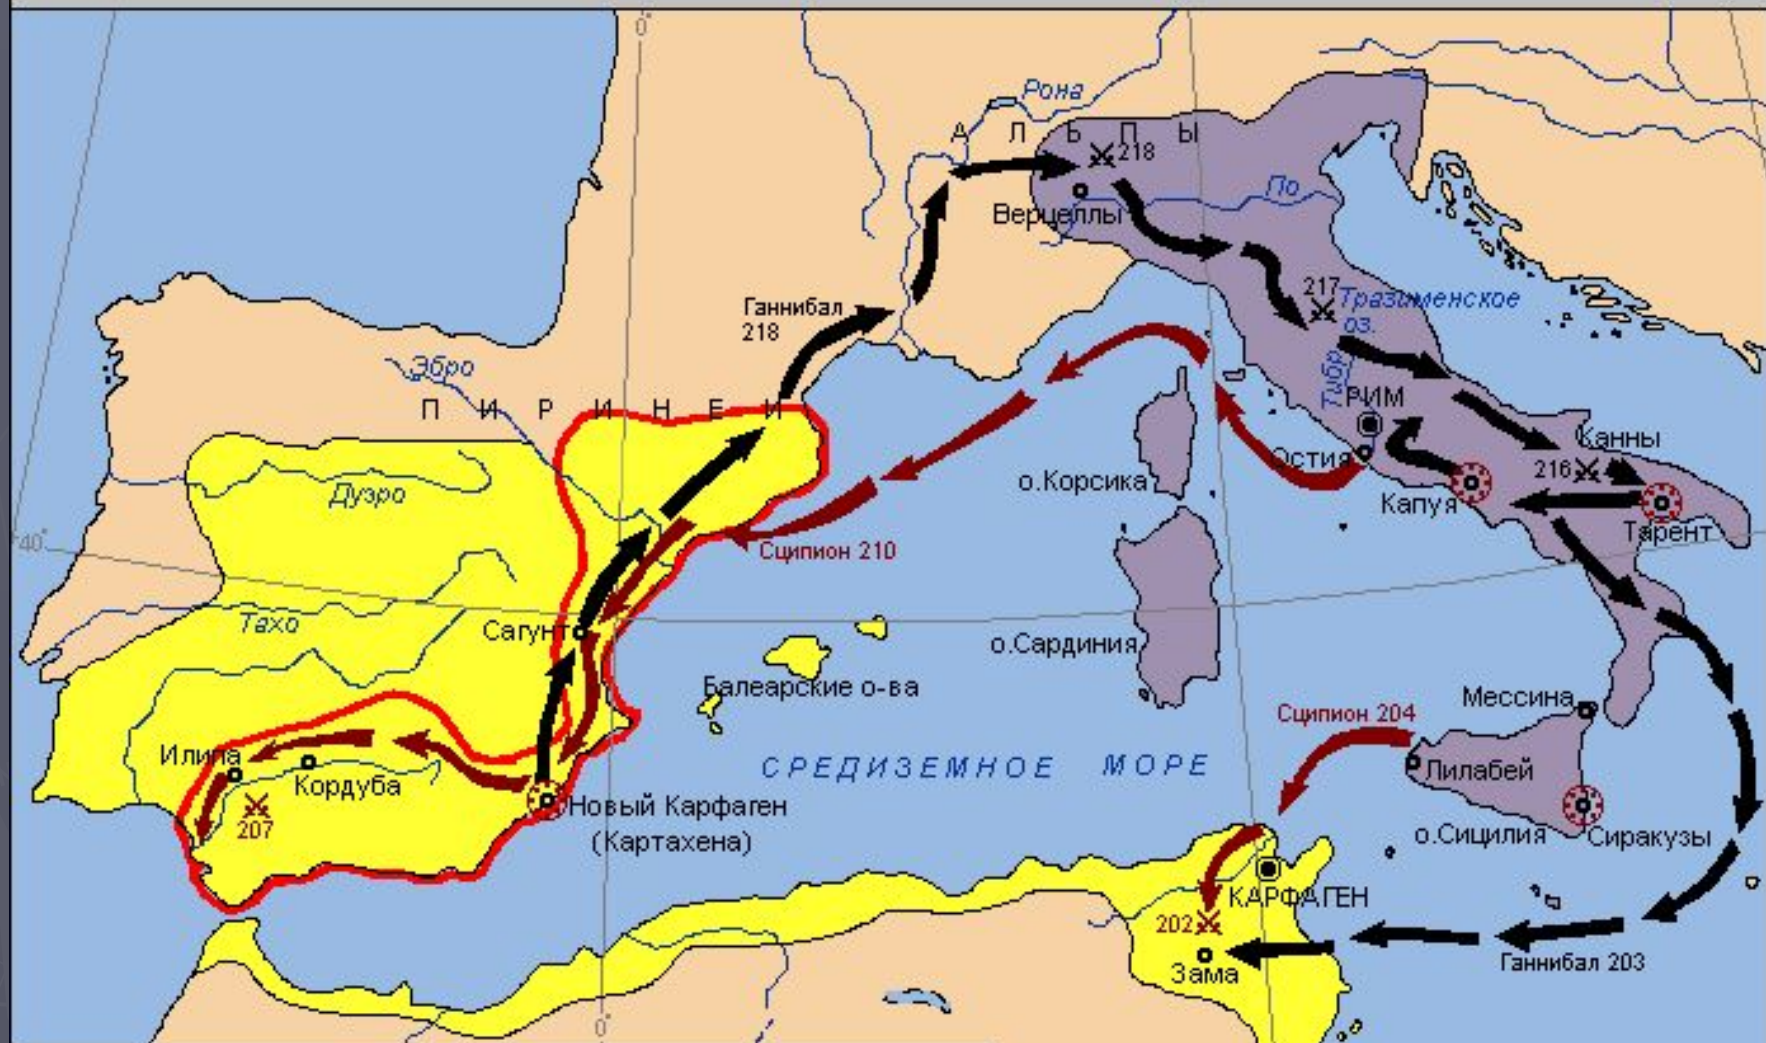 0°
Рона
А Л Ь П Ы
218
По
Верцеллы
Ганнибал
218
217
Тразименское
оз.
Эбро
Тибр
П И Р И Н Е И
РИМ
Канны
Остия
216
Дуэро
о.Корсика
Капуя
Тарент
40°
Сципион 210
Тахо
Сагунт
о.Сардиния
Балеарские о-ва
Мессина
Сципион 204
Илипа
СРЕДИЗЕМНОЕ МОРЕ
Лилабей
Кордуба
Новый Карфаген
(Картахена)
207
о.Сицилия
Сиракузы
КАРФАГЕН
202
Зама
Ганнибал 203
0°